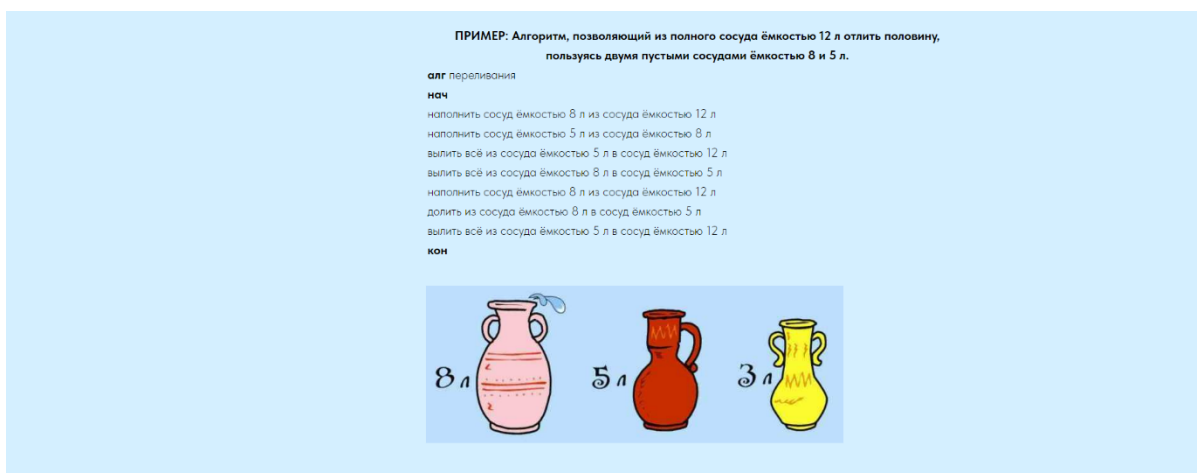 ПРИМЕР: Алгоритм, позволяющий из полного сосуда ёмкостью 12 л отлить половину,
пользуясь двумя пустыми сосудами ёмкостью 8 и 5 л.
алг переливания
нач
наполнить сосуд ёмкостью 8 л из сосуда ёмкостью 12 л
наполнить сосуд ёмкостью 5 л из сосуда ёмкостью 8 л
вылить всё из сосуда ёмкостью 5 л в сосуд ёмкостью 12 л
вылить всё из сосуда ёмкостью 8 л в сосуд ёмкостью 5 л
наполнить сосуд ёмкостью 8 л из сосуда ёмкостью 12 л
долить из сосуда ёмкостью 8 л в сосуд ёмкостью 5 л
вылить всё из сосуда ёмкостью 5 л в сосуд ёмкостью 12 л
кон
8 л 5 л 3 л